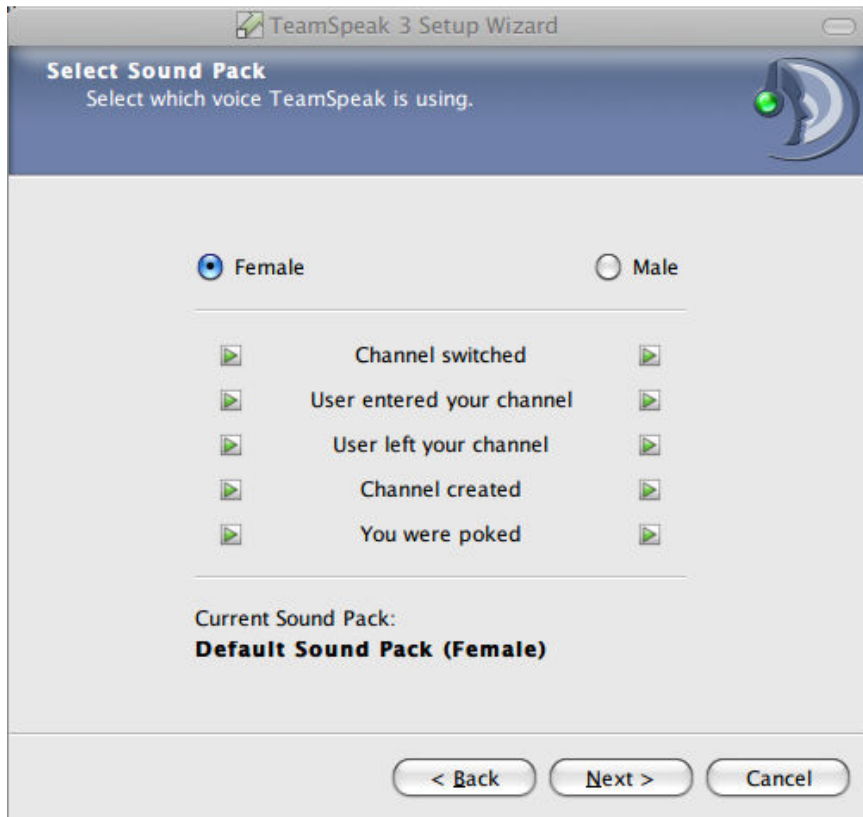 TeamSpeak 3 Setup Wizard
Select Sound Pack
Select which voice TeamSpeak is using.
Female Male
Channel switched
User entered your channel
User left your channel
Channel created
You were poked
Current Sound Pack:
Default Sound Pack (Female)
< Back Next > Cancel